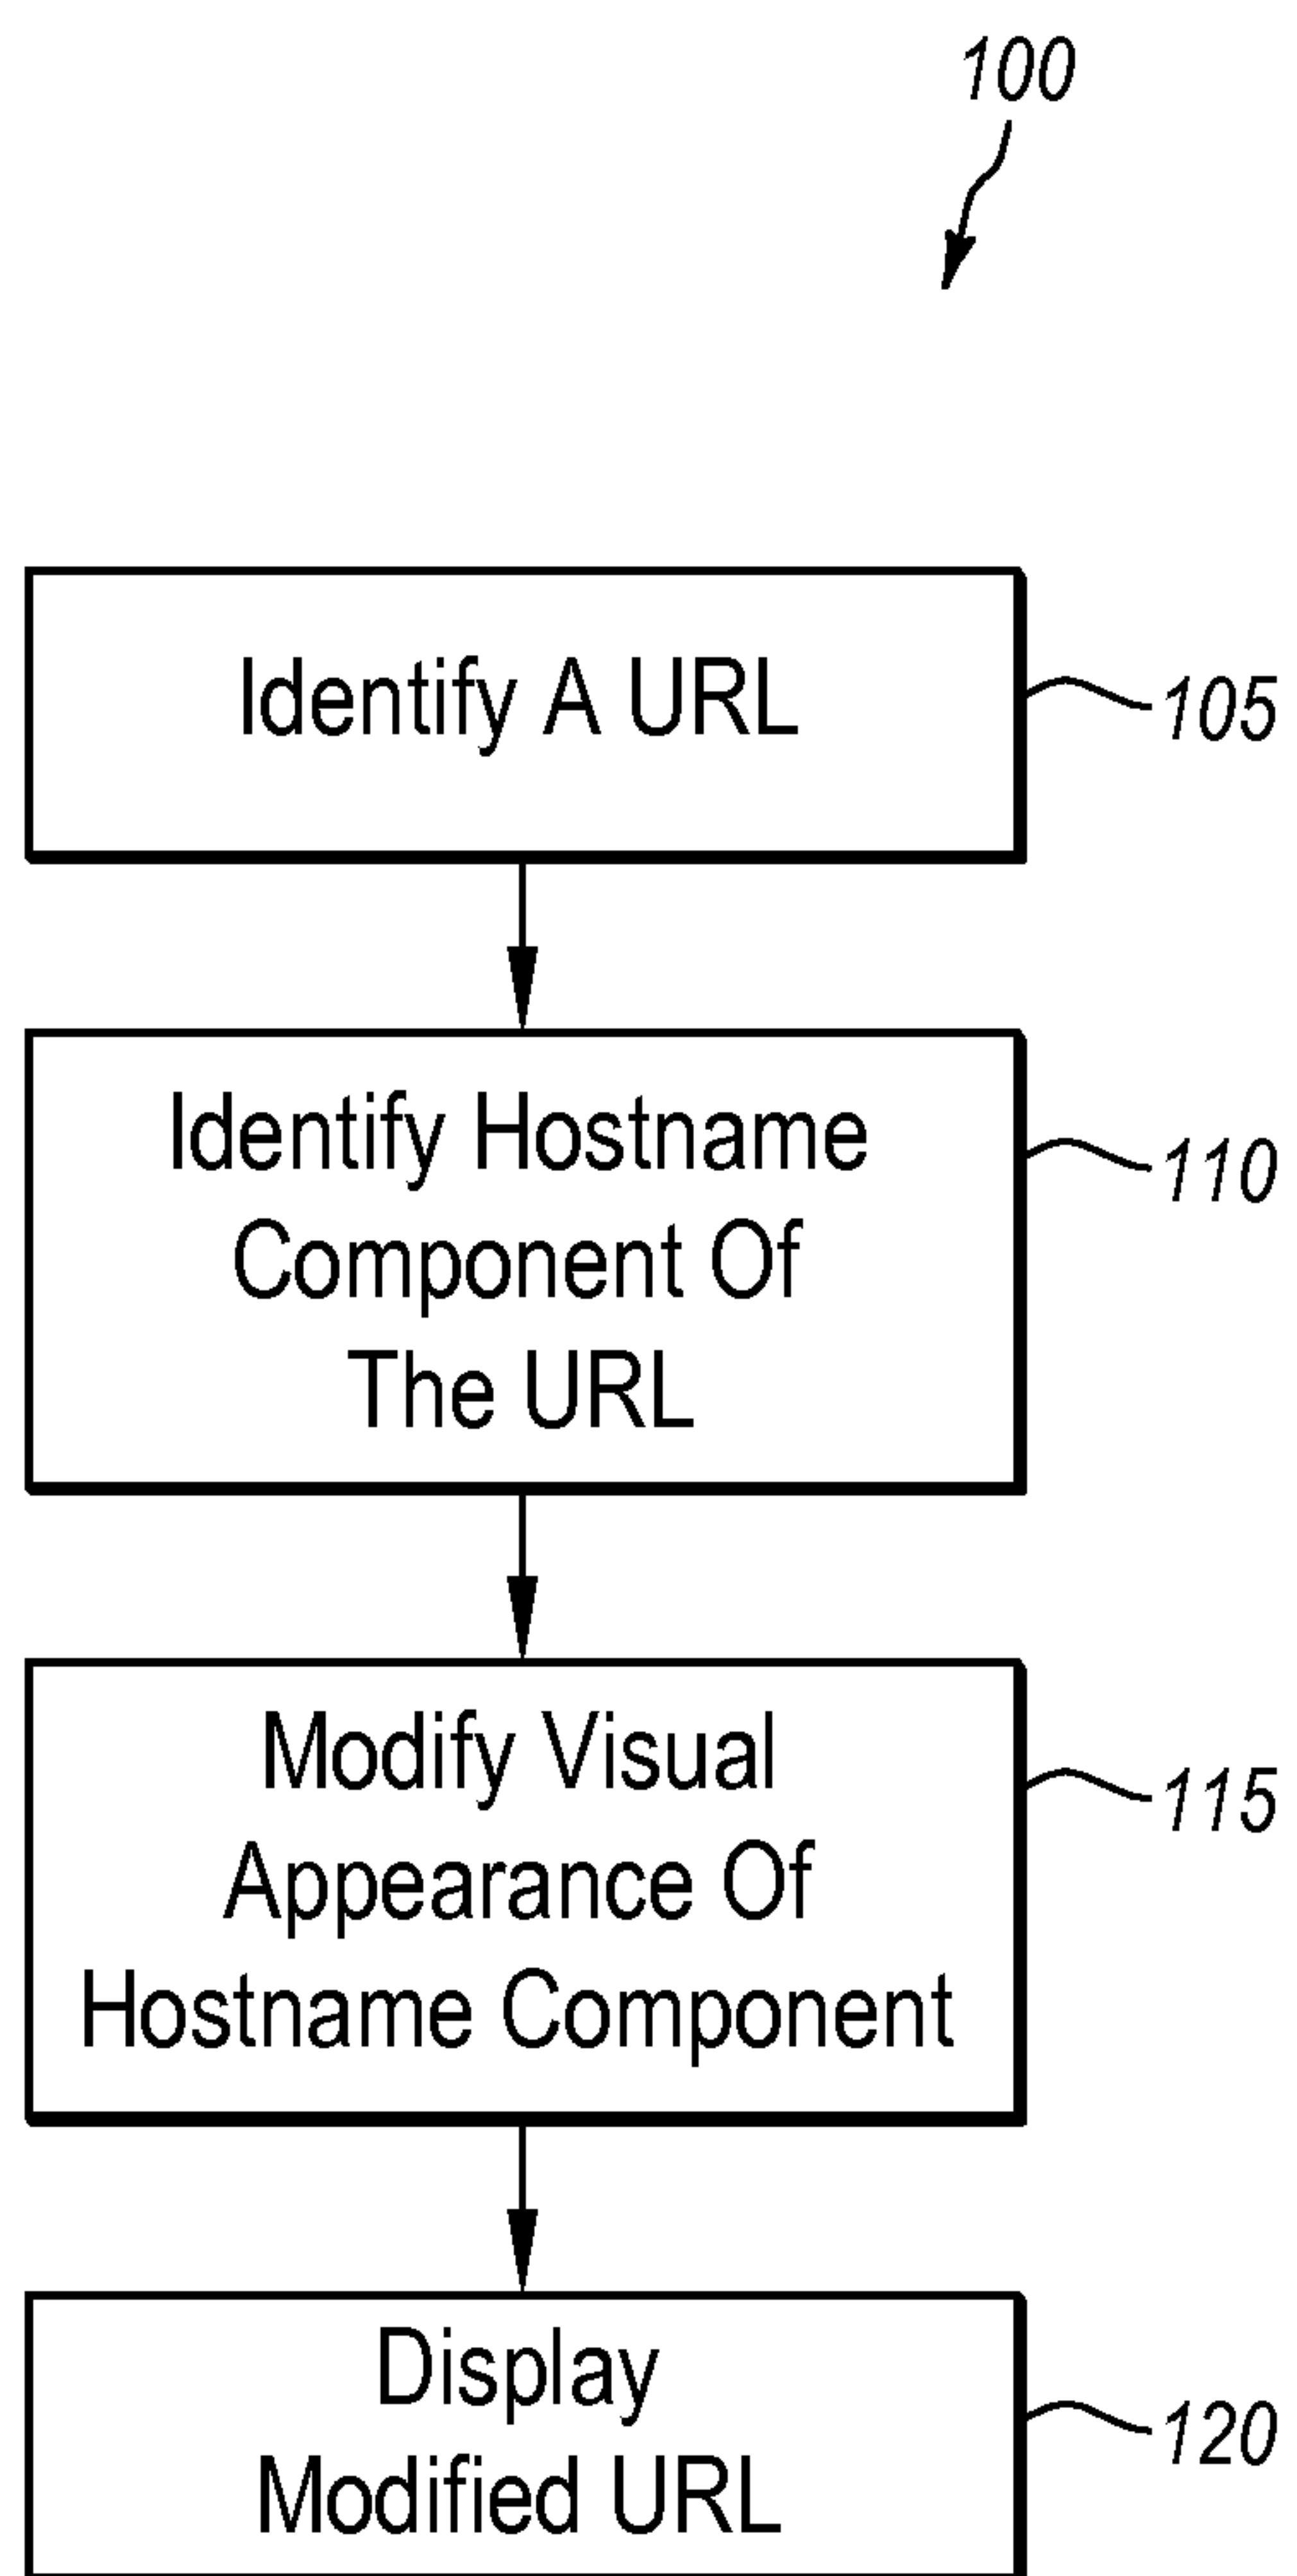 100
Identify A URL
105
Identify Hostname
Component Of
The URL
110
Modify Visual
Appearance Of
Hostname Component
115
Display
Modified URL
120